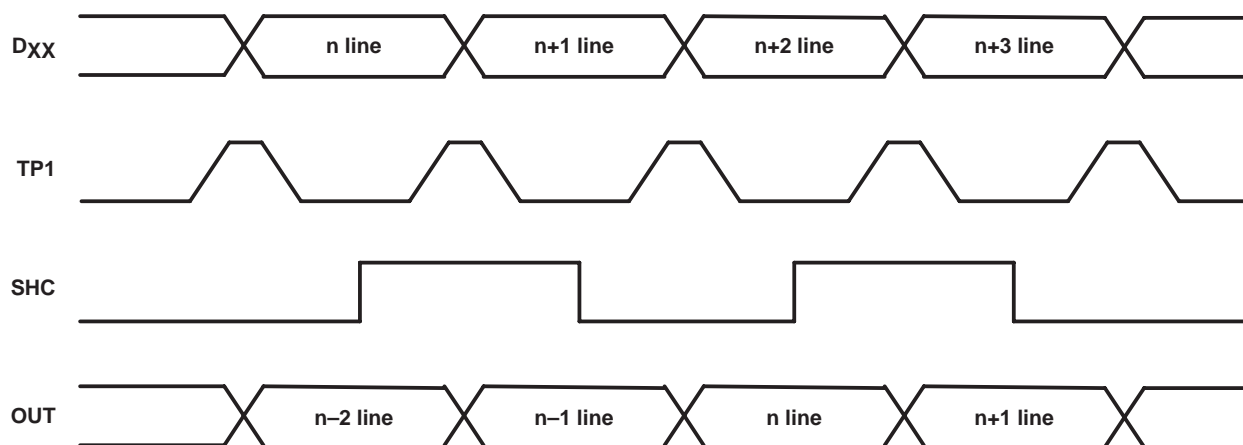 DXX n line n+1 line n+2 line n+3 line
TP1
SHC
OUT n–2 line n–1 line n line n+1 line